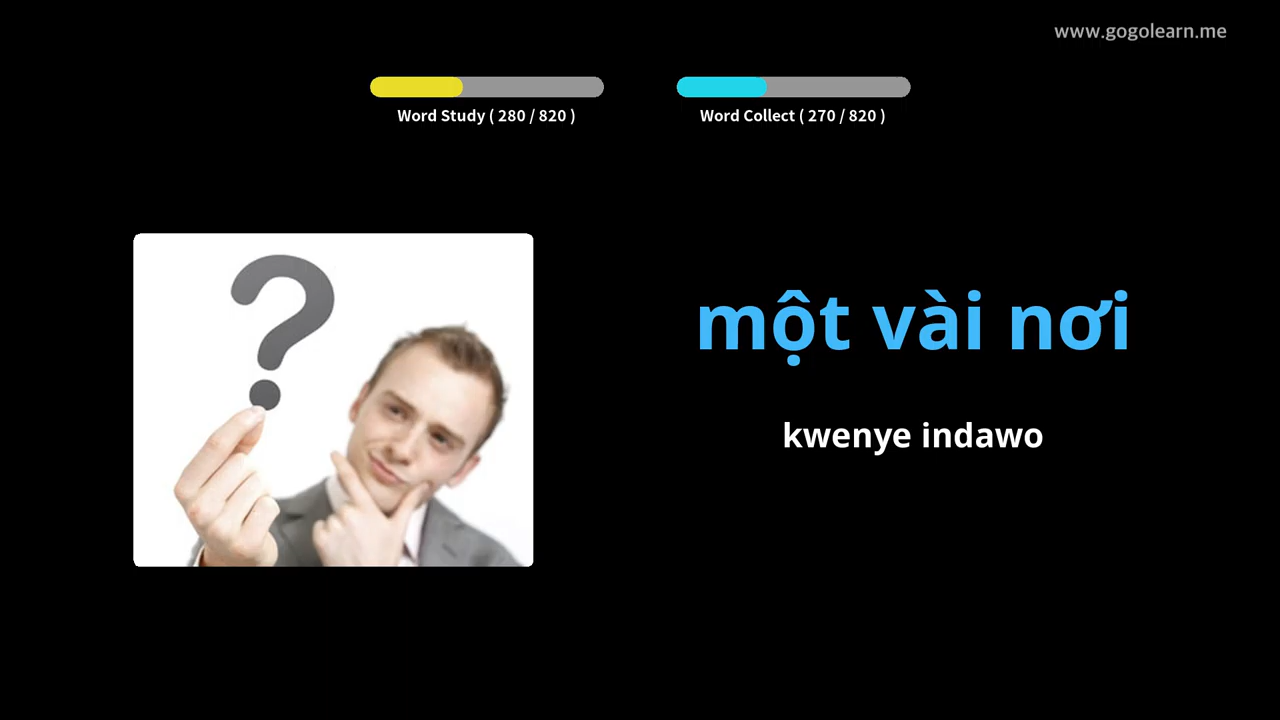 www.gogolearn.me
Word Study ( 280 / 820 )
Word Collect ( 270 / 820 )
một vài nơi
kwenye indawo